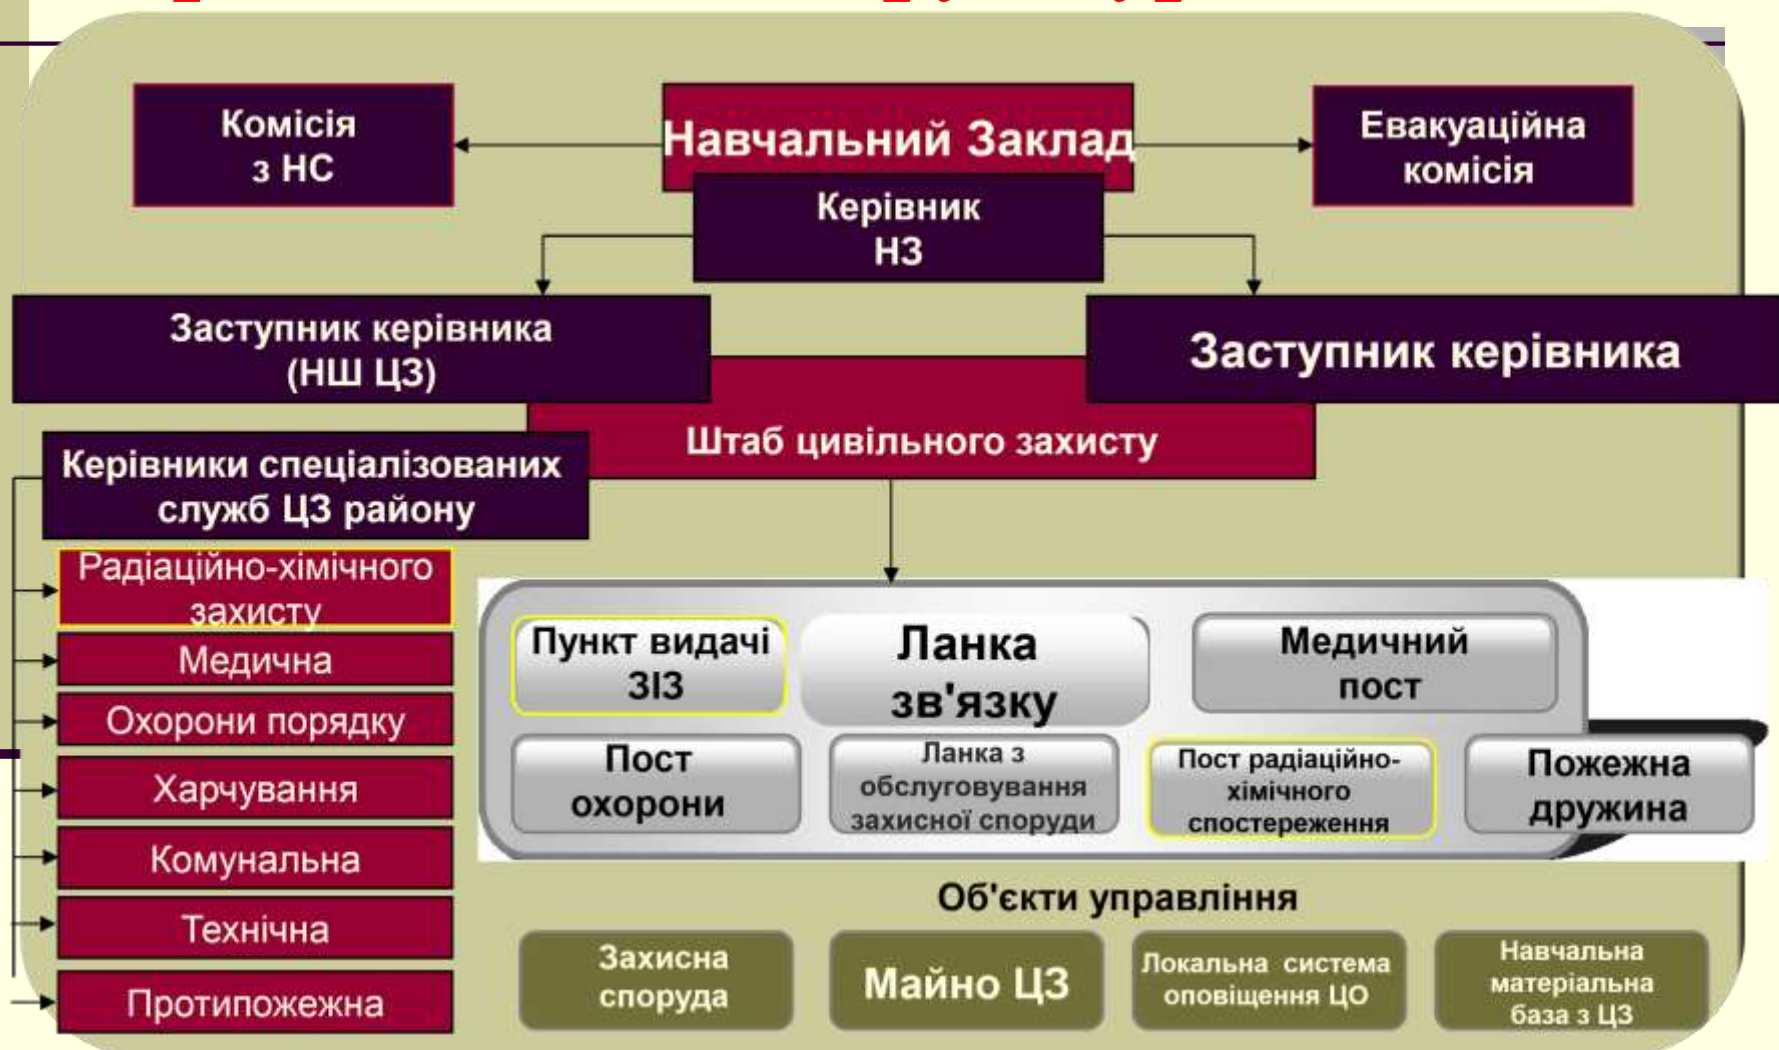 Комісія
з НС
Навчальний Заклад
Евакуаційна
комісія
Керівник
НЗ
Заступник керівника
(НШ ЦЗ)
Заступник керівника
Штаб цивільного захисту
Керівники спеціалізованих
служб ЦЗ району
Радіаційно-хімічного
захисту
Медична
Охорони порядку
Харчування
Комунальна
Технічна
Протипожежна
Пункт видачі
ЗІЗ
Ланка
зв'язку
Медичний
пост
Пост
охорони
Ланка з
обслуговування
захисної споруди
Пост радіаційно-
хімічного
спостереження
Пожежна
дружина
Об'єкти управління
Захисна
споруда
Майно ЦЗ
Локальна система
оповіщення ЦО
Навчальна
матеріальна
база з ЦЗ